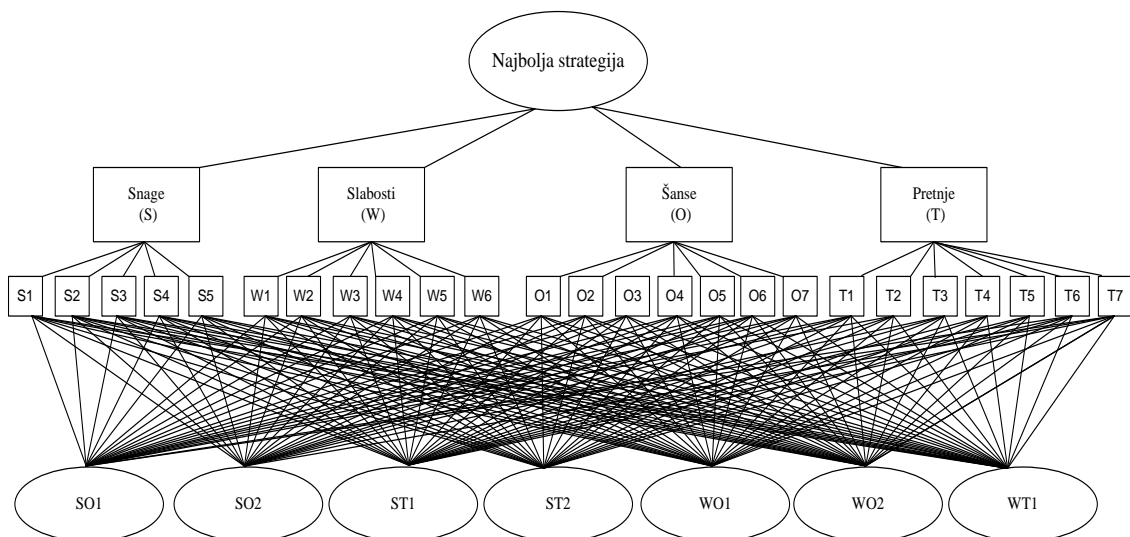 Najbolja strategija
Snage
(S)
Slabosti
(W)
Šanse
(O)
Pretnje
(T)
S1 S2 S3 S4 S5 W1 W2 W3 W4 W5 W6 O1 O2 O3 O4 O5 O6 O7 T1 T2 T3 T4 T5 T6 T7
SO1 SO2 ST1 ST2 WO1 WO2 WT1